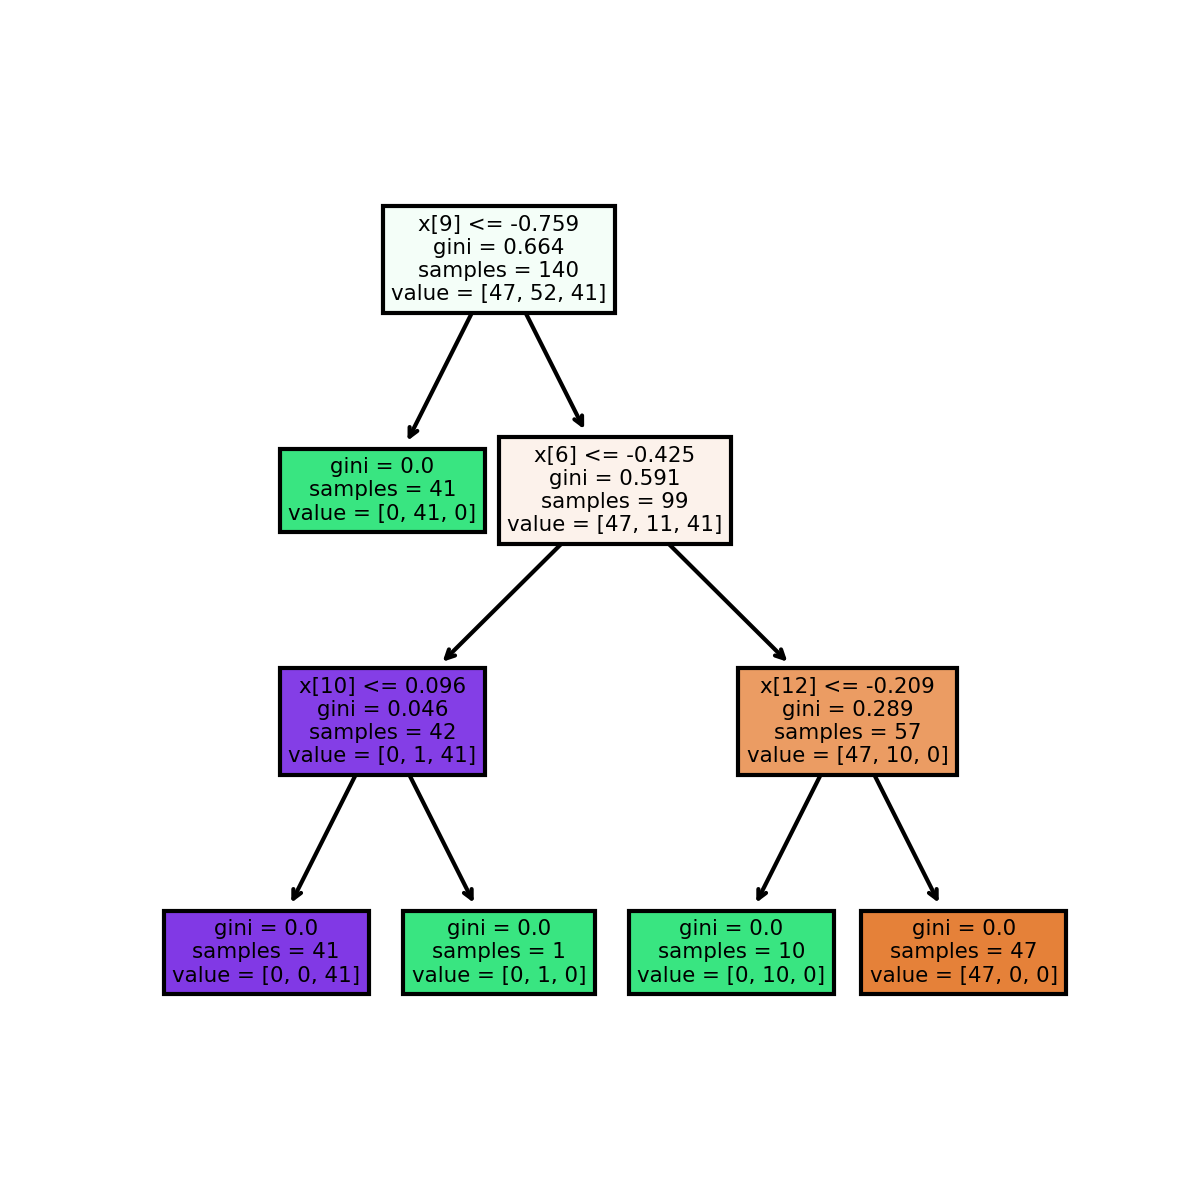 x[9] <= -0.759
gini = 0.664
samples = 140
value = [47, 52, 41]
gini = 0.0
samples = 41
value = [0, 41, 0]
x[6] <= -0.425
gini = 0.591
samples = 99
value = [47, 11, 41]
x[10] <= 0.096
gini = 0.046
samples = 42
value = [0, 1, 41]
x[12] <= -0.209
gini = 0.289
samples = 57
value = [47, 10, 0]
gini = 0.0
samples = 41
value = [0, 0, 41]
gini = 0.0
samples = 1
value = [0, 1, 0]
gini = 0.0
samples = 10
value = [0, 10, 0]
gini = 0.0
samples = 47
value = [47, 0, 0]